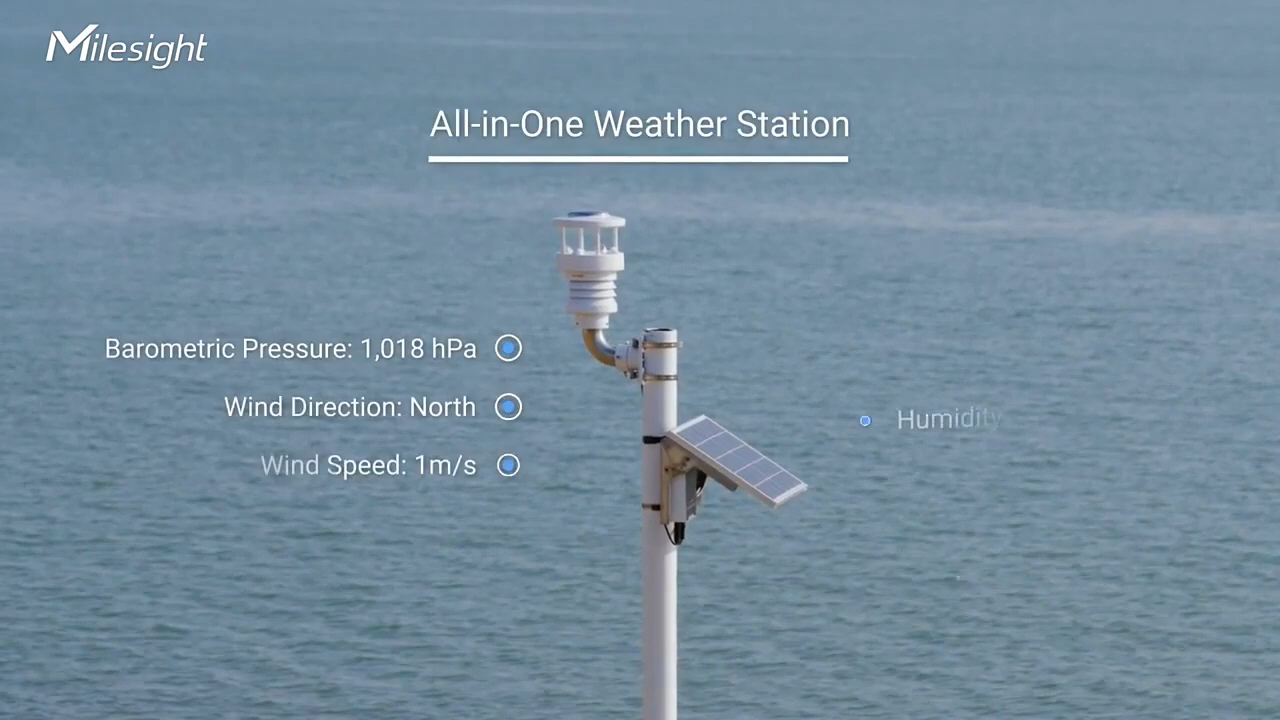 Milesight
All-in-One Weather Station
Barometric Pressure: 1,018 hPa
Wind Direction: North
Wind Speed: 1m/s
Humidity